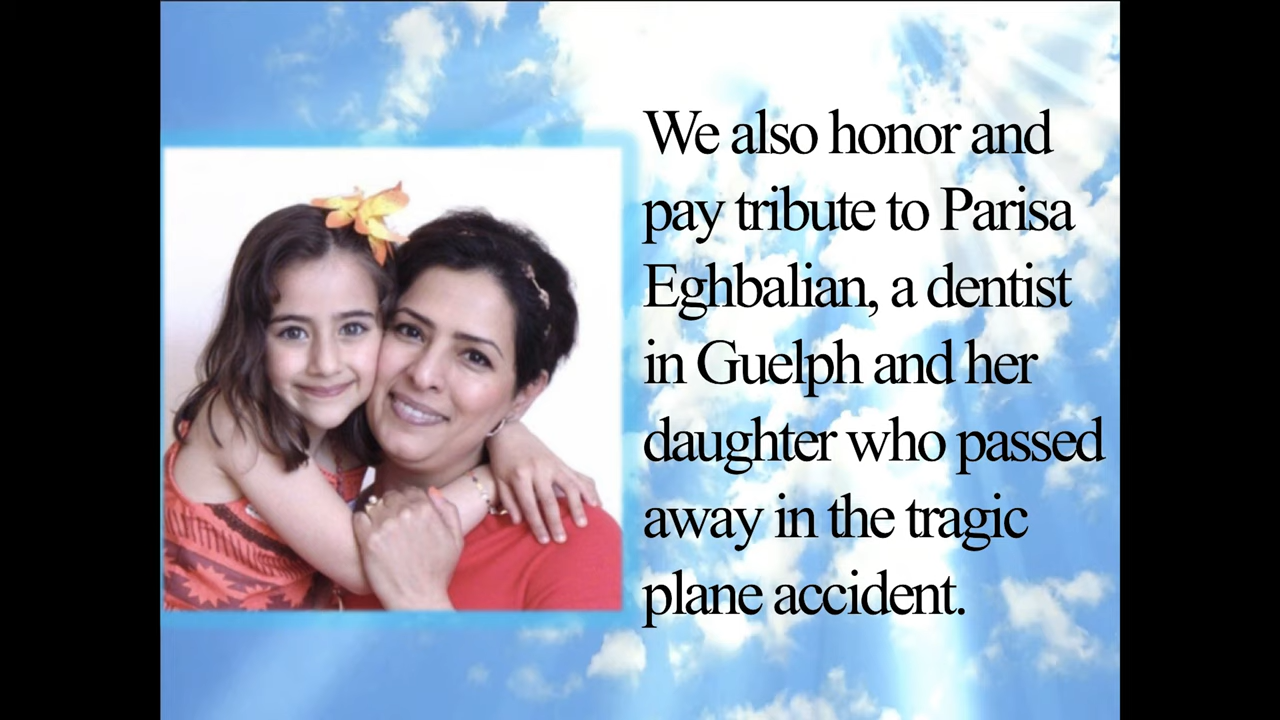 We also honor and
pay tribute to Parisa
Eghbalian, a dentist
in Guelph and her
daughter who passed
away in the tragic
plane accident.